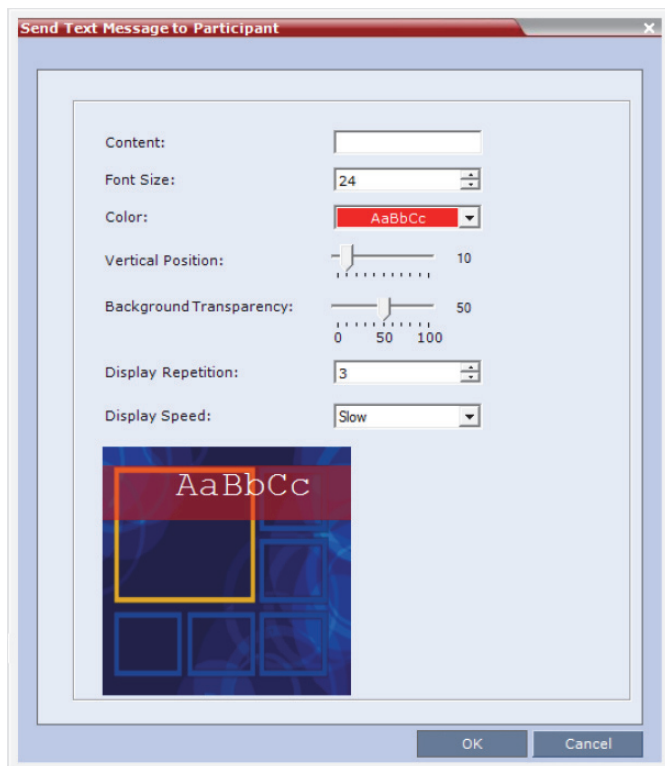 Send Text Message to Participant
Content:
Font Size: 24
Color: AaBbCc
Vertical Position: 10
Background Transparency: 50
0 50 100
Display Repetition: 3
Display Speed: Slow
AaBbCc
OK Cancel